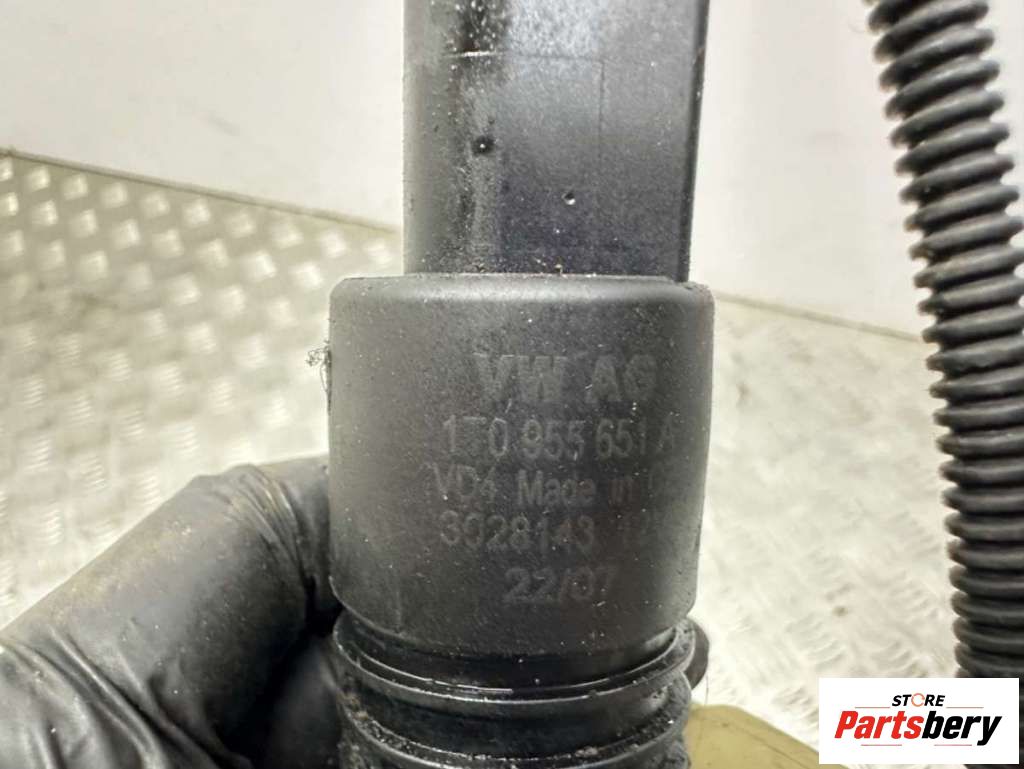 VW AG
1T0 955 651 A
VD4 Made in
3028143
22/07
STORE
Partsbery